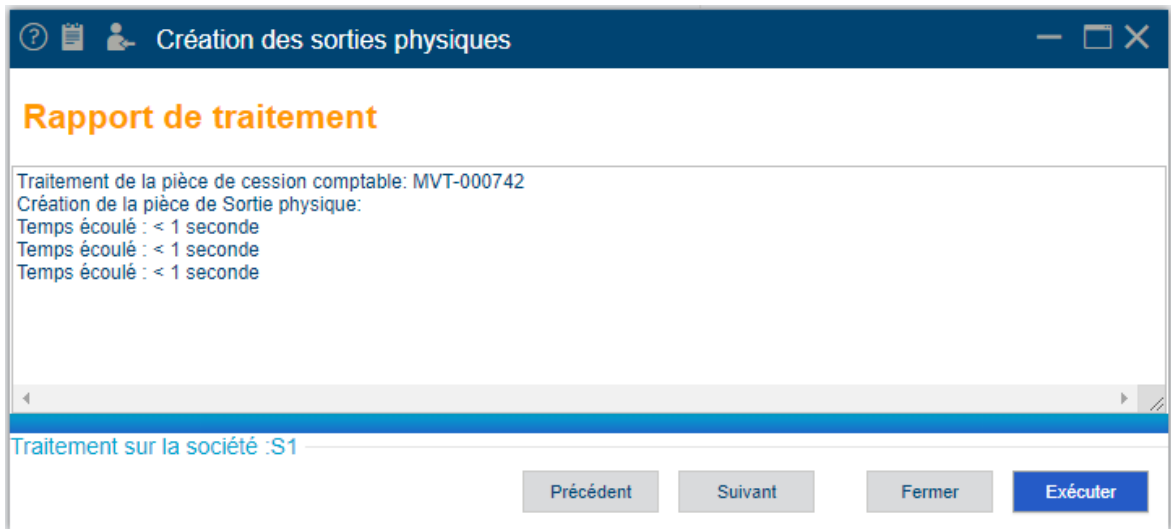 Création des sorties physiques
Rapport de traitement
Traitement de la pièce de cession comptable: MVT-000742
Création de la pièce de Sortie physique:
Temps écoulé : < 1 seconde
Temps écoulé : < 1 seconde
Temps écoulé : < 1 seconde
Traitement sur la société :S1
Précédent Suivant Fermer Exécuter